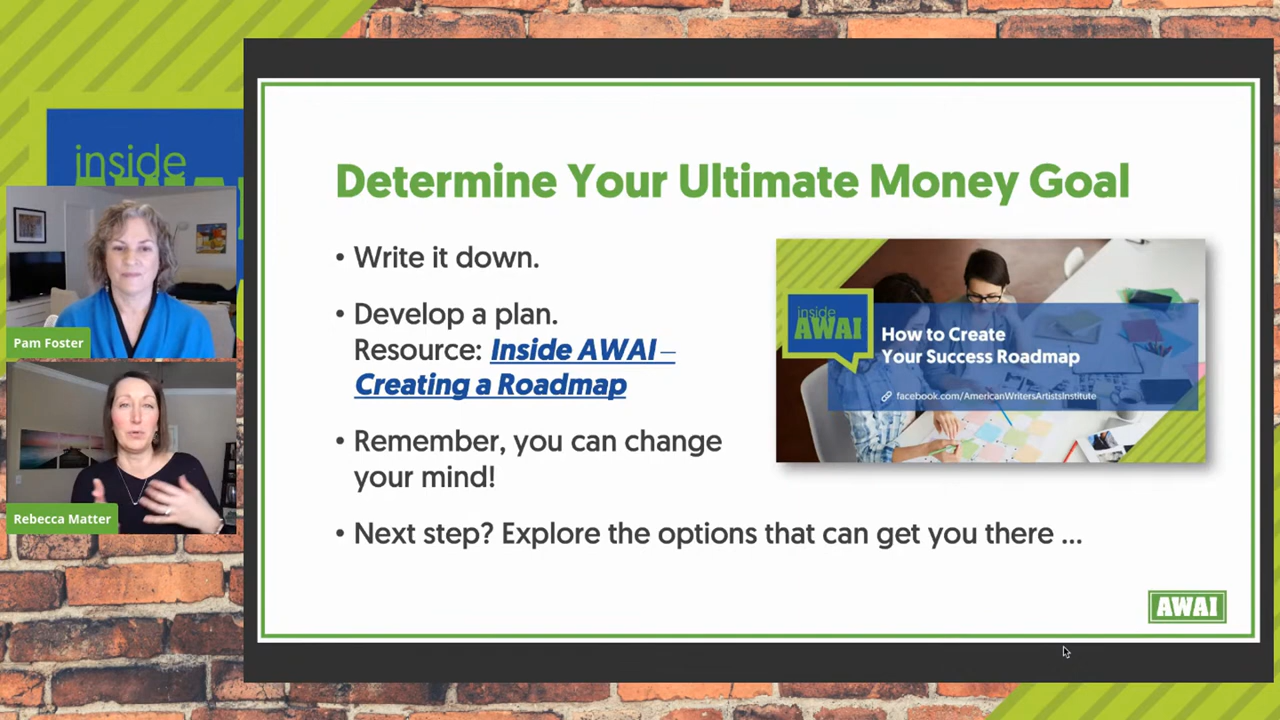 inside
Pam Foster
Rebecca Matter
Determine Your Ultimate Money Goal
• Write it down.
• Develop a plan.
Resource: Inside AWAI –
Creating a Roadmap
• Remember, you can change
your mind!
• Next step? Explore the options that can get you there ...
inside
AWAI
How to Create
Your Success Roadmap
facebook.com/AmericanWritersArtistsInstitute
AWAI